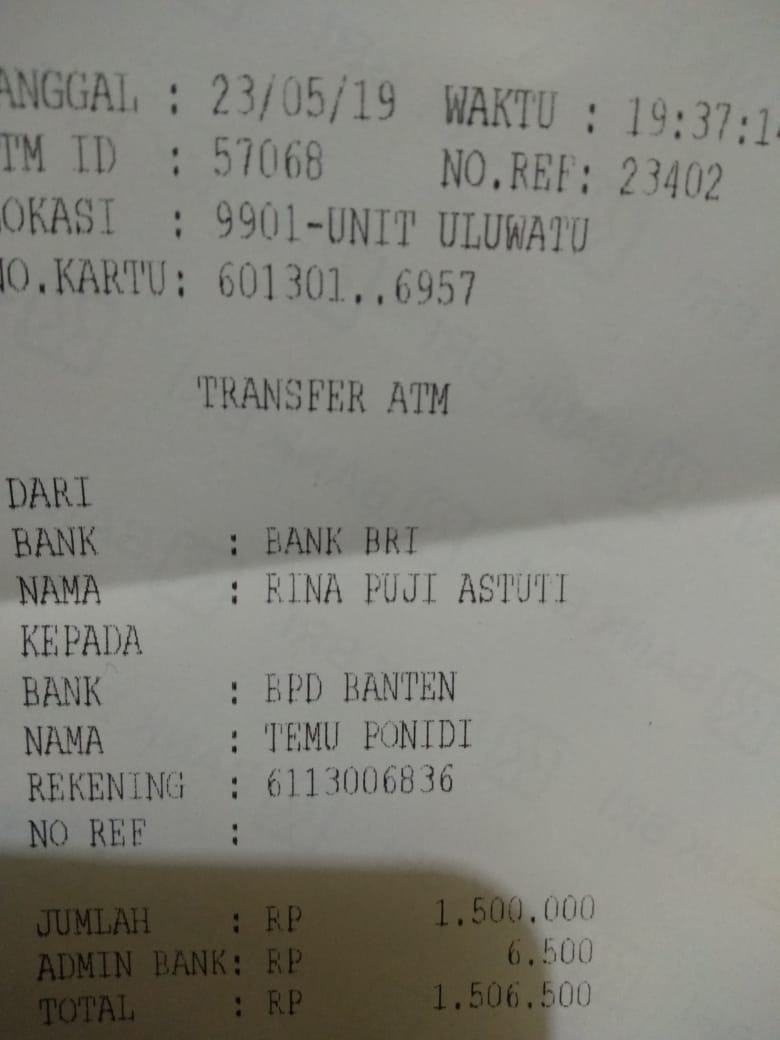 ANGGAL : 23/05/19 WAKTU : 19:37:14
TM ID : 57068 NO.REF: 23402
OKASI : 9901-UNIT ULUWATU
NO.KARTU: 601301..6957
TRANSFER ATM
DARI
BANK : BANK BRI
NAMA : RINA PUJI ASTUTI
KEPADA
BANK : BPD BANTEN
NAMA : TEMU PONIDI
REKENING : 6113006836
NO REF :
JUMLAH : RP 1.500.000
ADMIN BANK: RP 6.500
TOTAL : RP 1.506.500